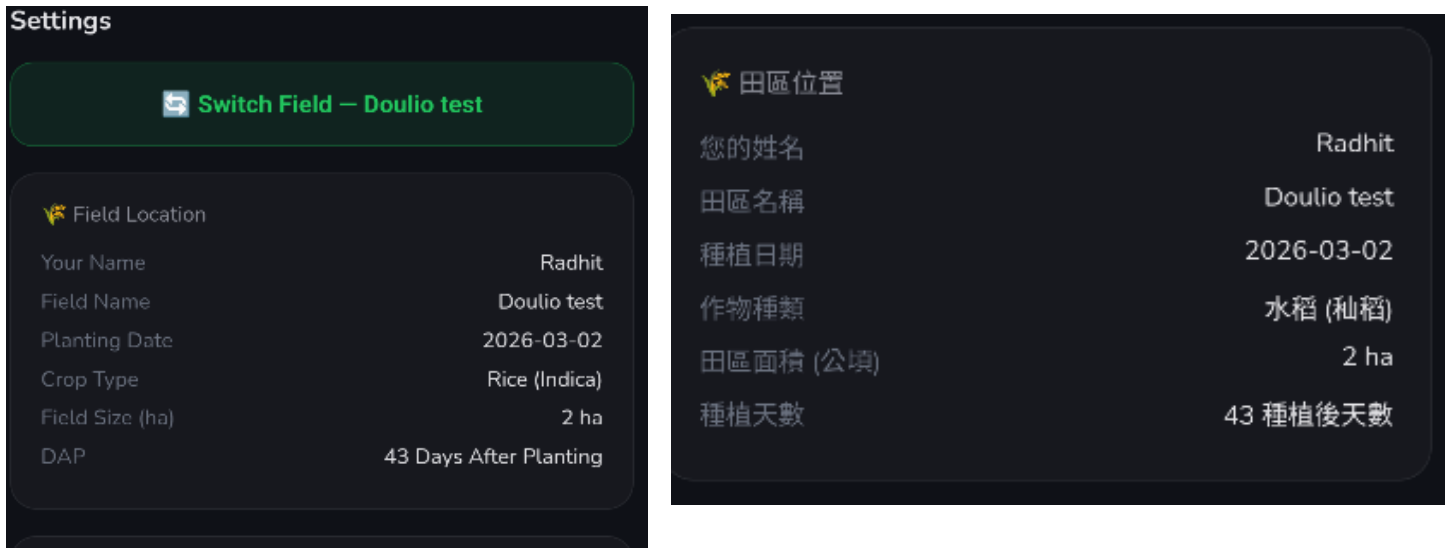 Settings
🔄 Switch Field — Doulio test
🌾 Field Location
Your Name Radhit
Field Name Doulio test
Planting Date 2026-03-02
Crop Type Rice (Indica)
Field Size (ha) 2 ha
DAP 43 Days After Planting
🌾 田區位置
您的姓名 Radhit
田區名稱 Doulio test
種植日期 2026-03-02
作物種類 水稻 (秈稻)
田區面積 (公頃) 2 ha
種植天數 43 種植後天數